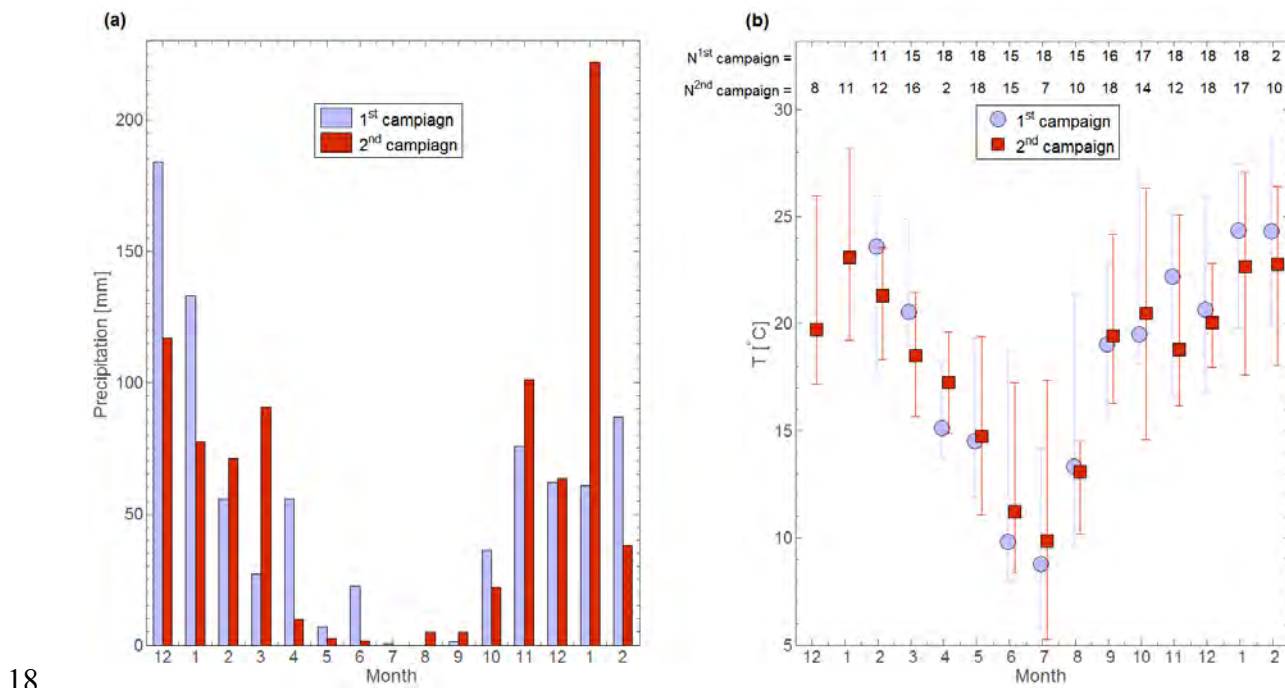 (a)
Precipitation [mm]
200
150
100
50
0
1st campiagn
2nd campiagn
12 1 2 3 4 5 6 7 8 9 10 11 12 1 2
Month
(b)
N1st campaign = 11 15 18 18 15 18 15 16 17 12 18 18 2
N2nd campaign = 8 11 12 16 2 18 15 7 10 18 14 12 18 17 10
T [°C]
30
25
20
15
10
5
1st campaign
2nd campaign
12 1 2 3 4 5 6 7 8 9 10 11 12 1 2
Month
18